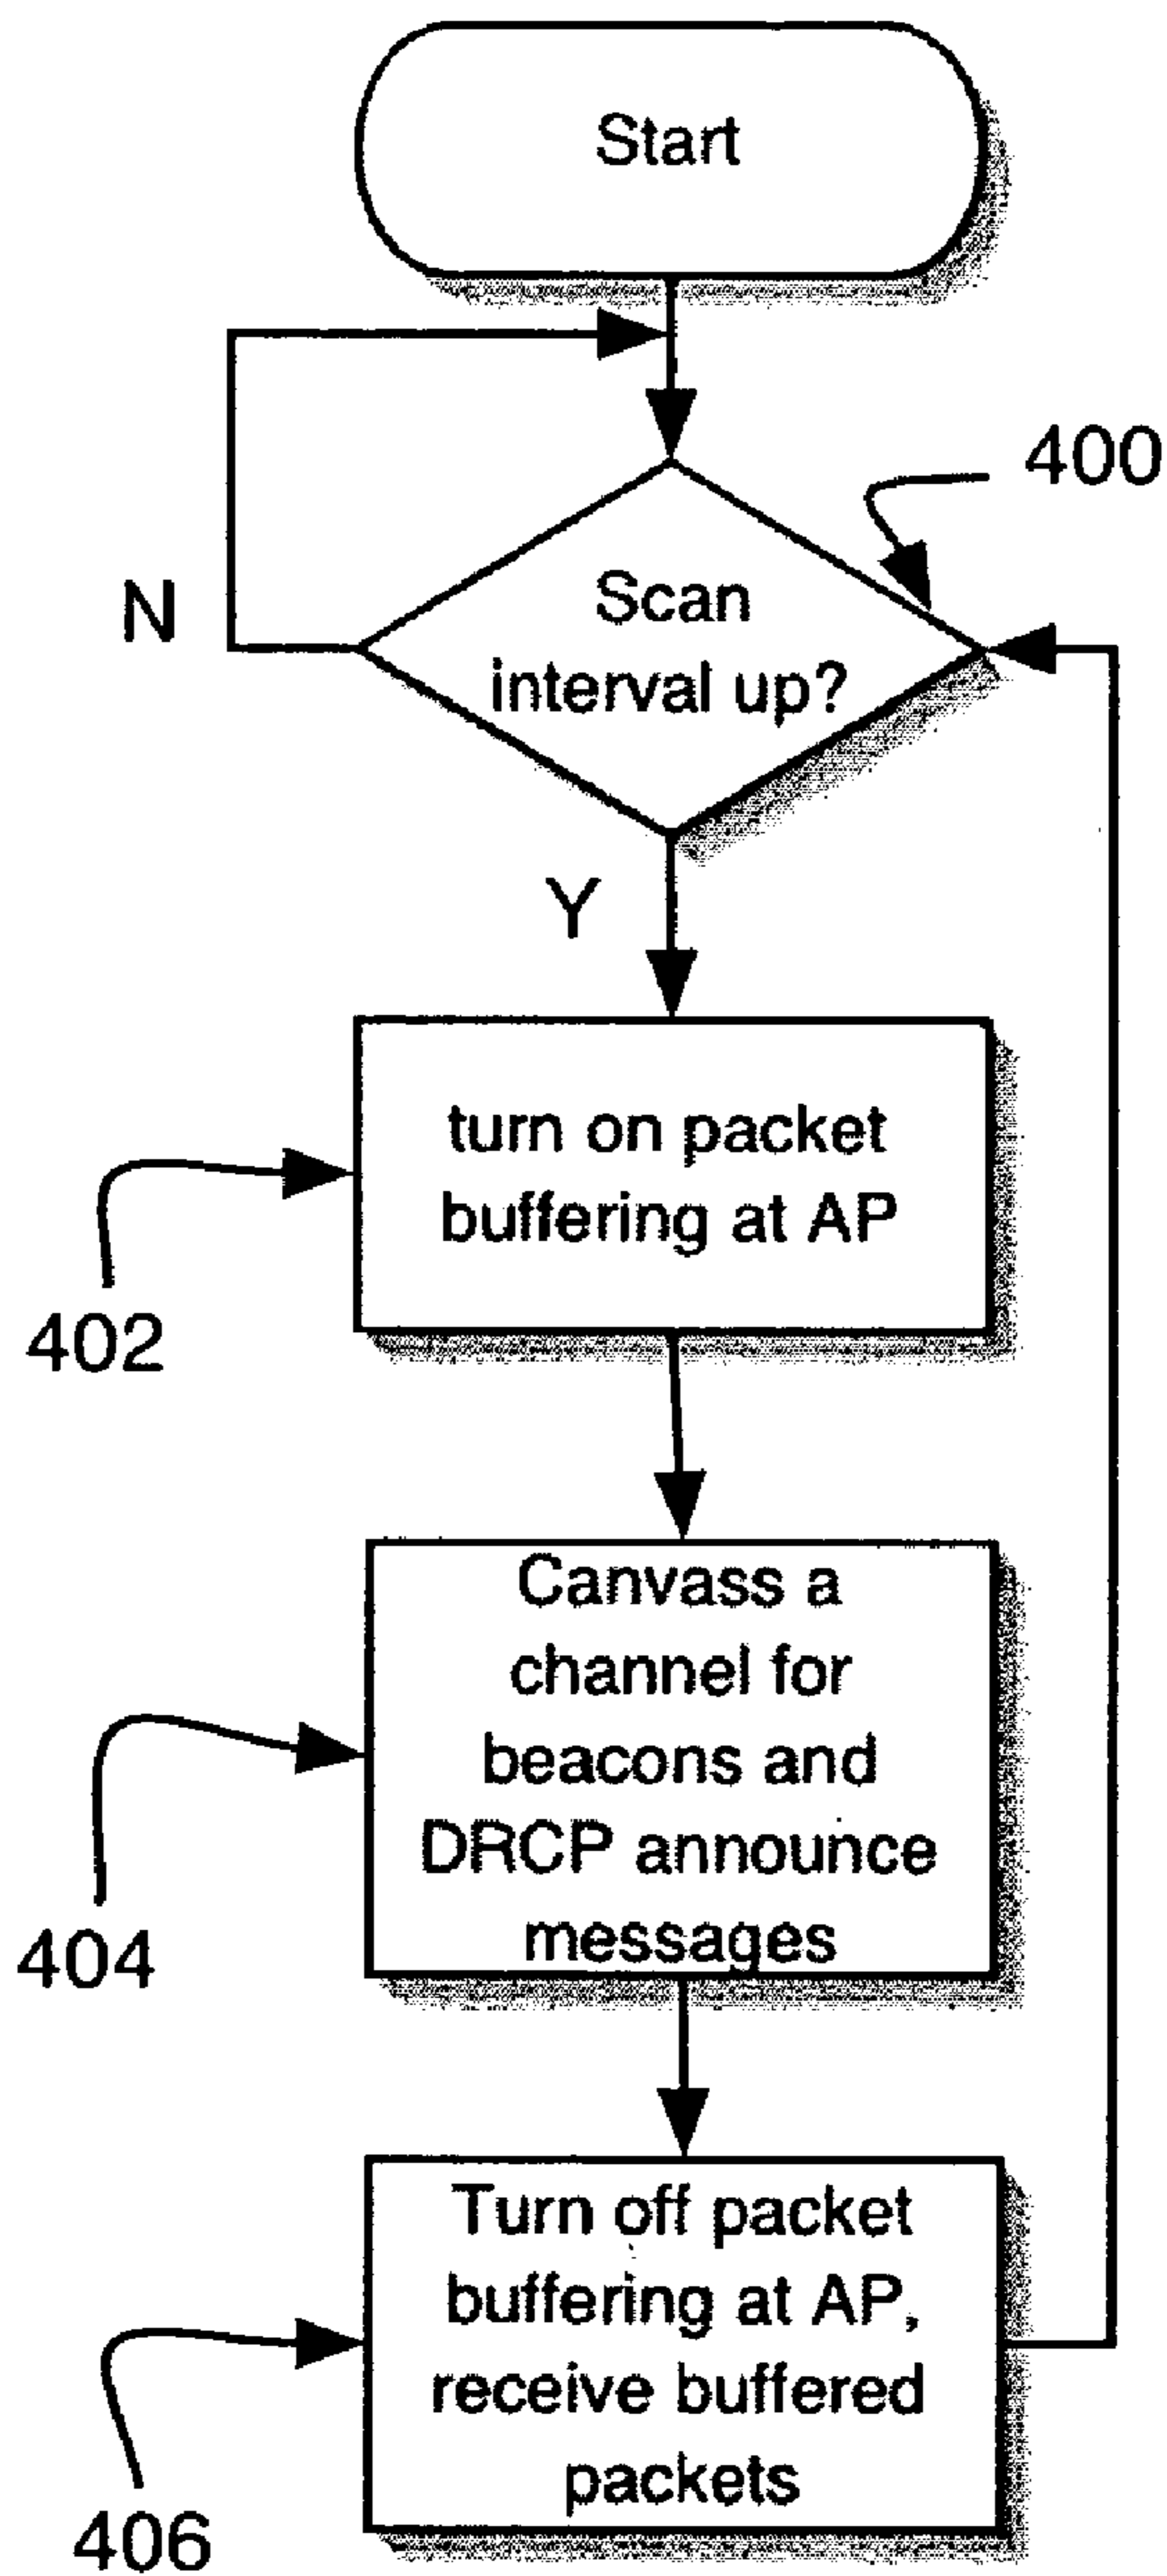 Start
400
Scan
interval up?
N
Y
turn on packet
buffering at AP
402
Canvass a
channel for
beacons and
DRCP announce
messages
404
Turn off packet
buffering at AP,
receive buffered
packets
406